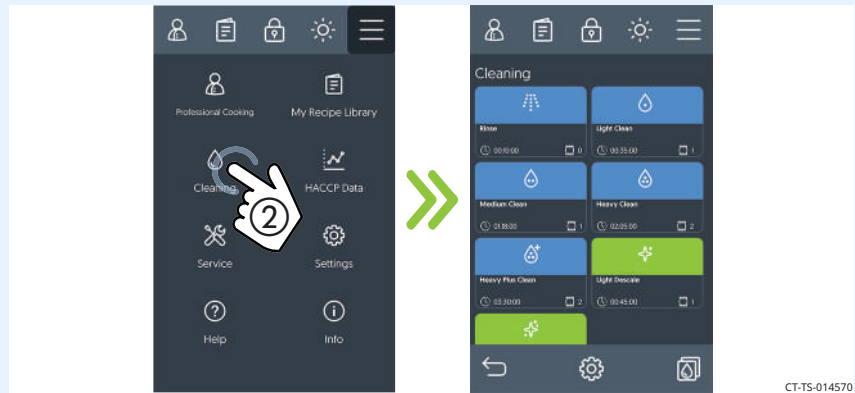 Professional Cooking
My Recipe Library
Cleaning
HACCP Data
2
Service
Settings
Help
Info
Cleaning
Rinse
Light Clean
00:10:00
0
00:35:00
1
Medium Clean
Heavy Clean
01:18:00
1
02:05:00
2
Heavy Plus Clean
Light Descale
03:30:00
2
00:45:00
1
CT-TS-014570